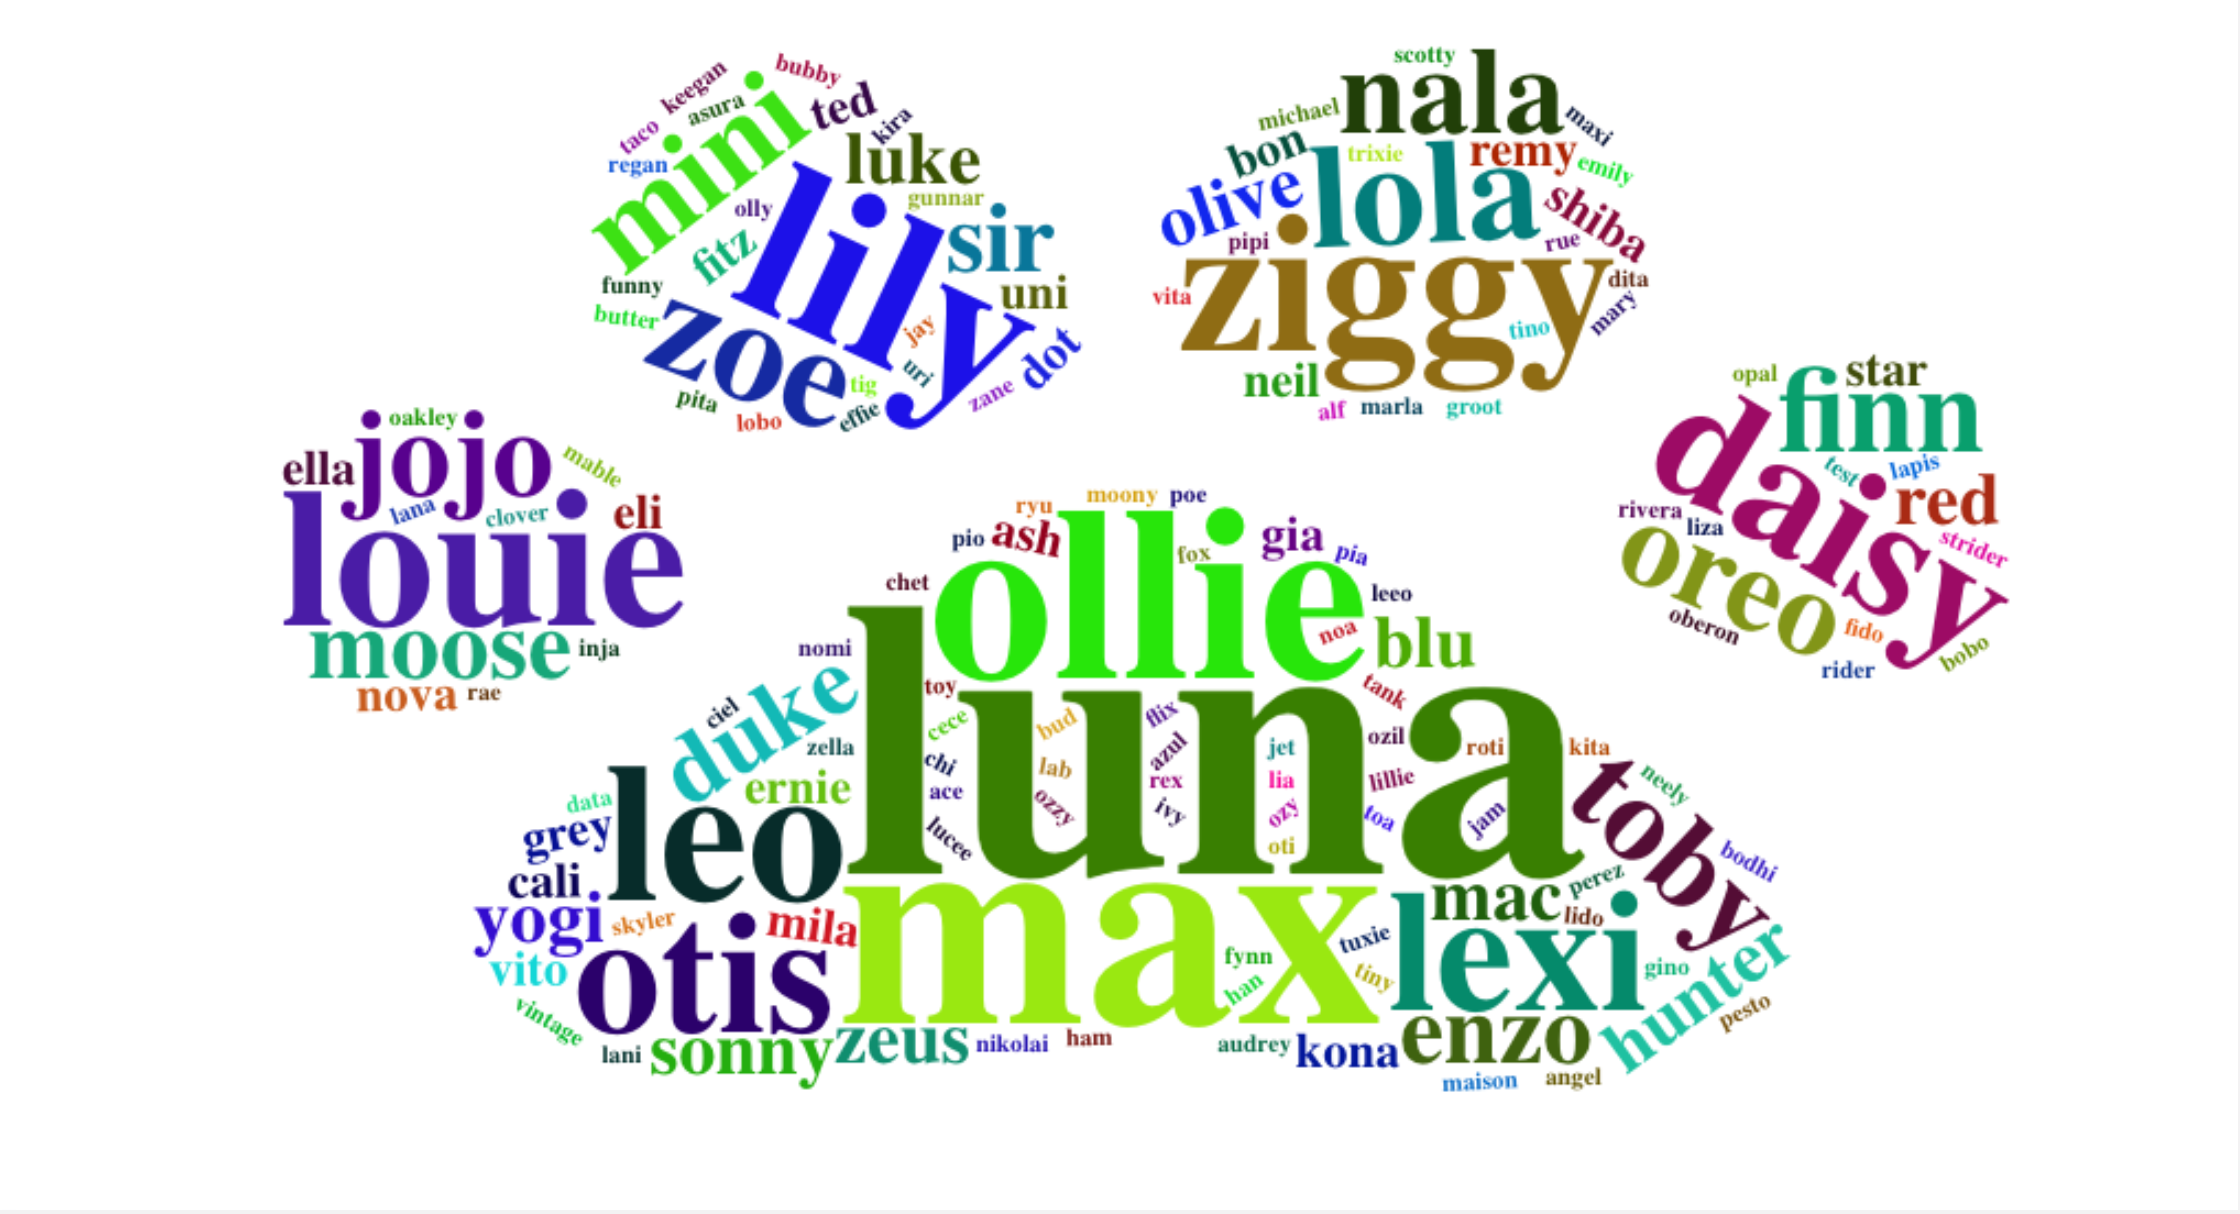 keegan
bubby
taco
asura
mini
ted
kira
regan
luke
olly
lily
gunnar
fitz
sir
funny
uni
butter
zoe
jay
uri
dot
tig
zane
pita
lobo
effie
scotty
nala
michael
maxi
bon
trixie
remy
emily
olive
lola
shiba
pipi
rue
vita
ziggy
dita
mary
tino
neil
alf
marla
groot
oakley
jojo
ella
mable
lana
clover
eli
louie
moose
inja
nova
rae
opal
finn
star
daisy
test
lapis
red
rivera
liza
strider
oreo
oberon
fido
bobo
rider
ryu
moony
poe
pio
ash
ollie
fox
gia
pia
chet
leeo
noa
blu
nomi
toy
luna
tank
ciel
duke
cece
bud
flix
zella
azul
jet
ozil
roti
kita
chi
lab
rex
lia
lillie
neely
ernie
ace
ozzy
ivy
ozy
toa
jam
toby
data
leo
lucee
oti
grey
bodhi
cali
max
mac
perez
yogi
skyler
mila
lexi
lido
vito
otis
fynn
tuxie
gino
hunter
han
tiny
vintage
pesto
lani
sonny
zeus
nikolai
ham
audrey
kona
enzo
maison
angel